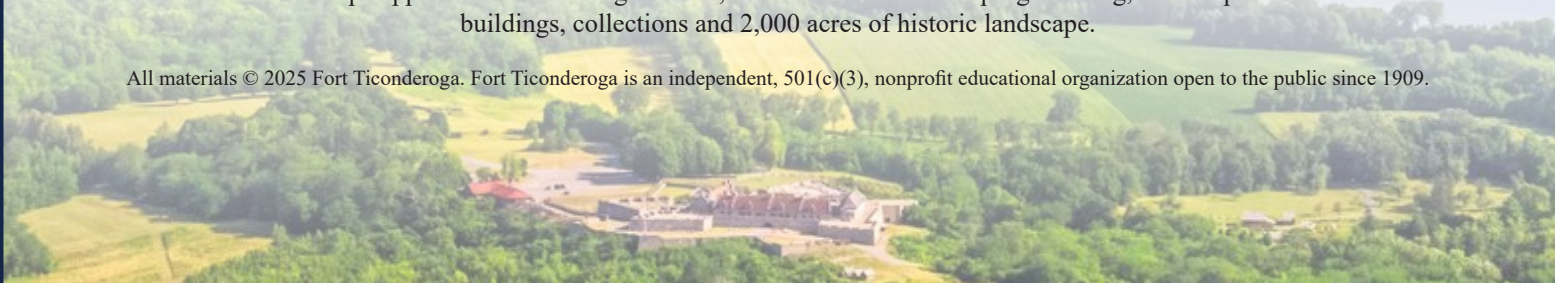 buildings, collections and 2,000 acres of historic landscape.
All materials © 2025 Fort Ticonderoga. Fort Ticonderoga is an independent, 501(c)(3), nonprofit educational organization open to the public since 1909.